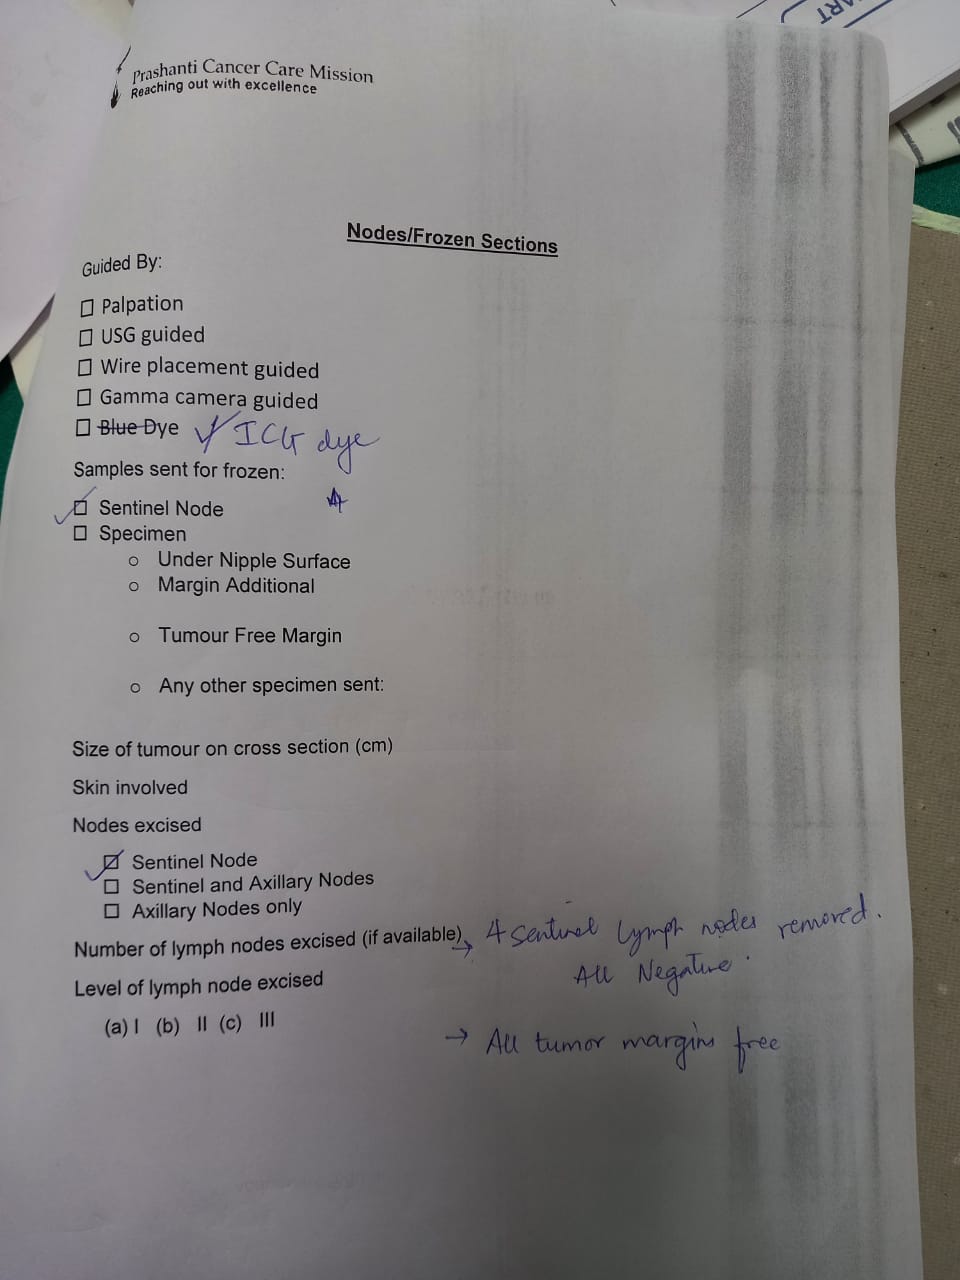 Prashanti Cancer Care Mission
Reaching out with excellence
Nodes/Frozen Sections
Guided By:
☐ Palpation
☐ USG guided
☐ Wire placement guided
☐ Gamma camera guided
☐ Blue Dye ✓ ICG dye
Samples sent for frozen:
☑ Sentinel Node
☐ Specimen
o Under Nipple Surface
o Margin Additional
o Tumour Free Margin
o Any other specimen sent:
Size of tumour on cross section (cm)
Skin involved
Nodes excised
☑ Sentinel Node
☐ Sentinel and Axillary Nodes
☐ Axillary Nodes only
Number of lymph nodes excised (if available) → 4 Sentinel lymph nodes removed.
All Negative.
Level of lymph node excised
(a) I (b) II (c) III
→ All tumor margins free